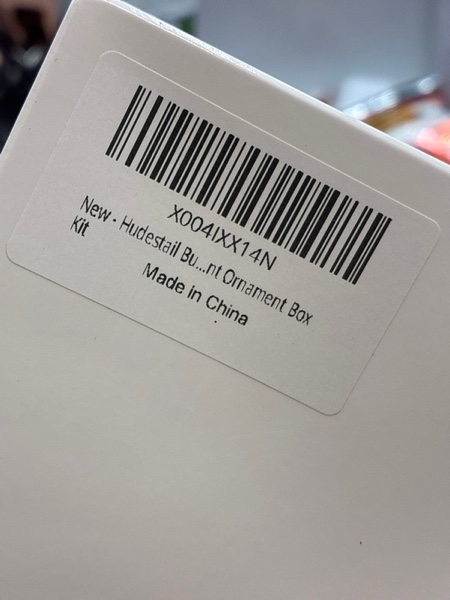 X004IXX14N
New - Hudestail Bu...nt Ornament Box
Kit
Made in China